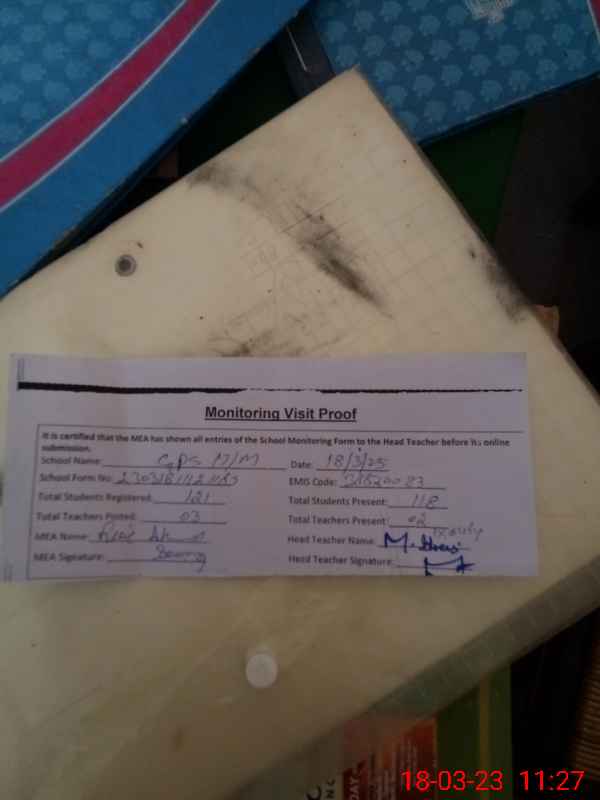 Monitoring Visit Proof
It is certified that the MEA has shown all entries of the School Monitoring Form to the Head Teacher before its online
submission.
School Name: GPS M/M Date: 18/3/25
School Form No: EMIS Code:
Total Students Registered: 121 Total Students Present: 118
Total Teachers Posted: 03 Total Teachers Present: 02
MEA Name: Head Teacher Name: M.
MEA Signature: Head Teacher Signature:
18-03-23 11:27